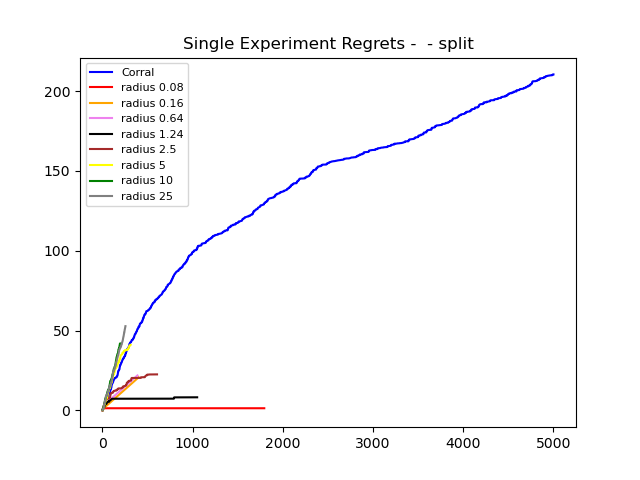 Single Experiment Regrets -  - split
Corral
radius 0.08
radius 0.16
radius 0.64
radius 1.24
radius 2.5
radius 5
radius 10
radius 25
200
150
100
50
0
0 1000 2000 3000 4000 5000